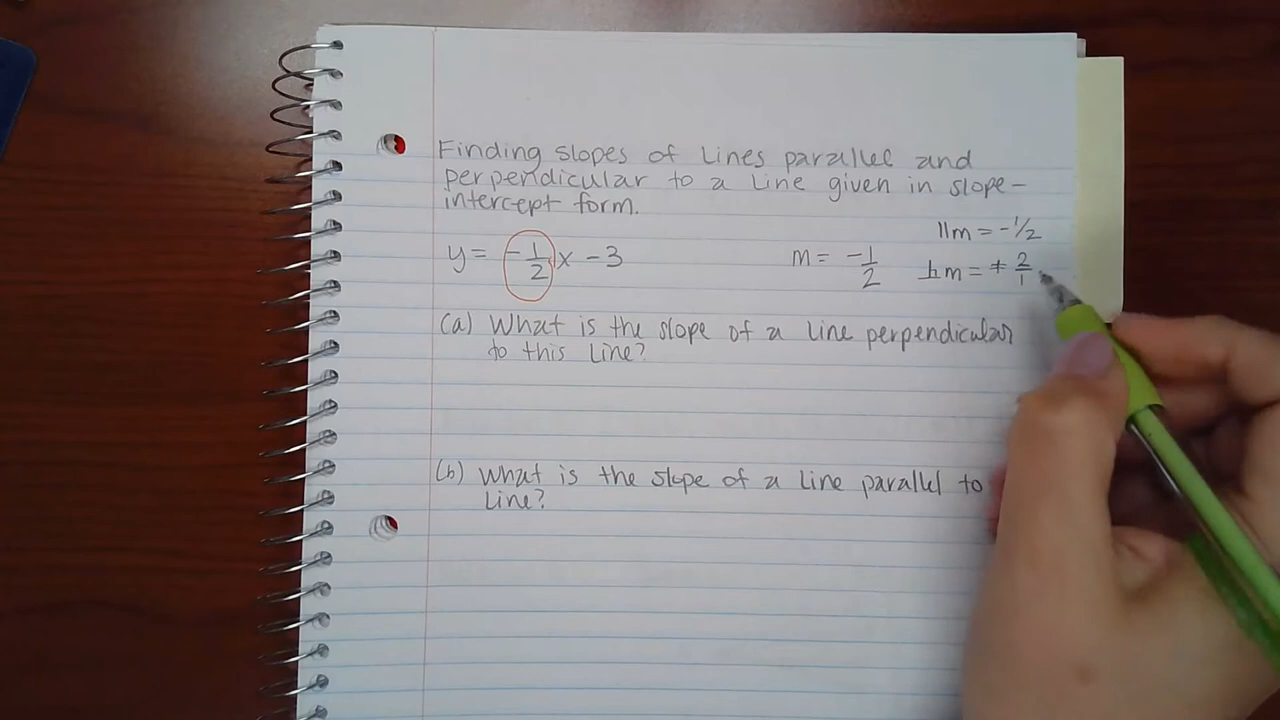 Finding slopes of lines parallel and
perpendicular to a line given in slope-
intercept form.
y = -1/2 x - 3
m = -1/2
||m = -1/2
⊥m = + 2/1
(a) What is the slope of a line perpendicular
to this line?
(b) What is the slope of a line parallel to
line?